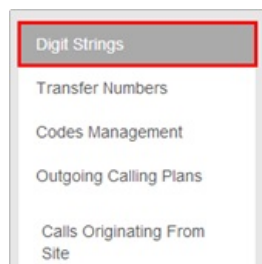 Digit Strings
Transfer Numbers
Codes Management
Outgoing Calling Plans
Calls Originating From
Site